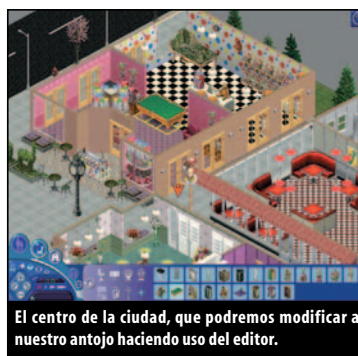 El centro de la ciudad, que podremos modificar a
nuestro antojo haciendo uso del editor.